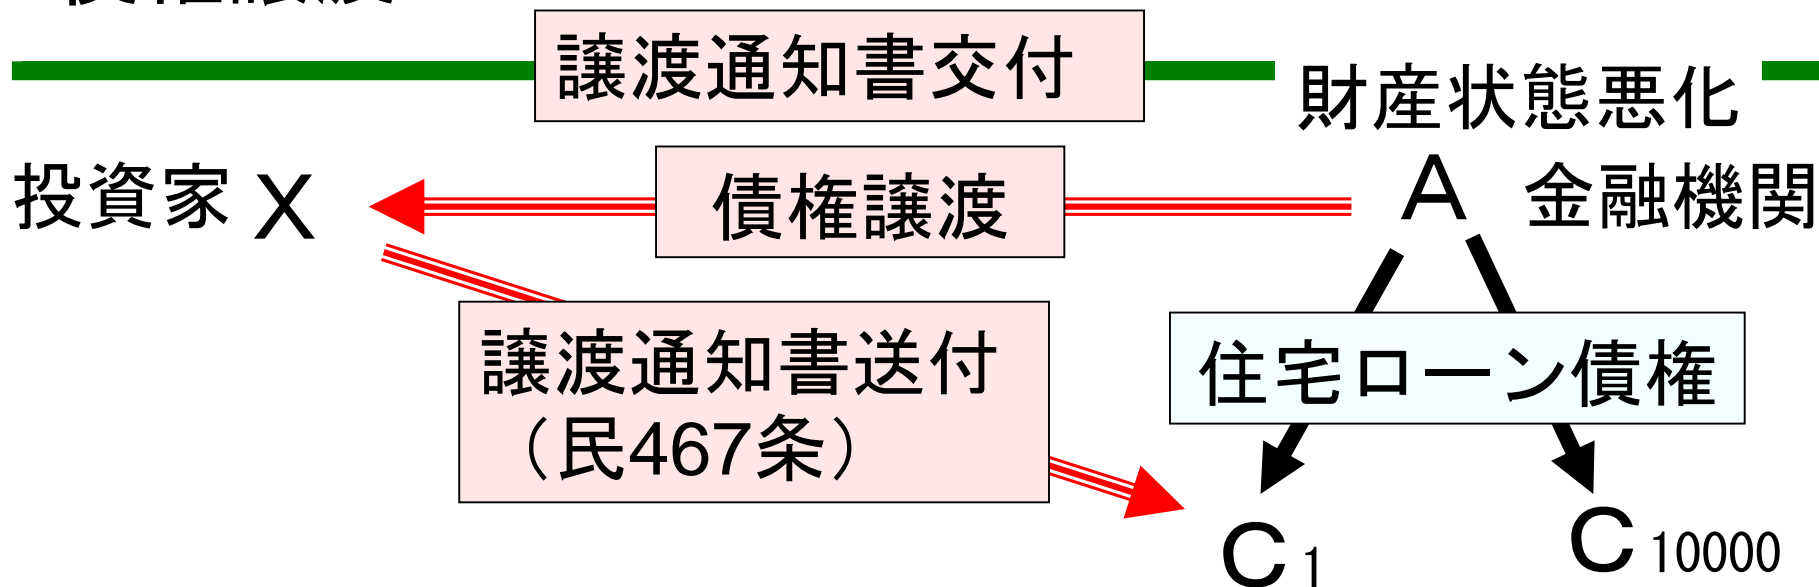 譲渡通知書交付
財産状態悪化
投資家 X
債権譲渡
A 金融機関
譲渡通知書送付
（民467条）
住宅ローン債権
C1
C10000